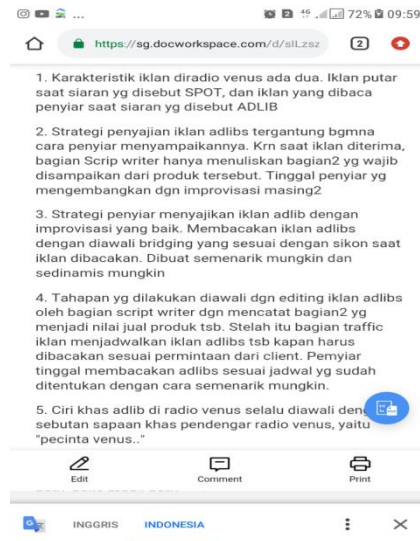 72% 09:59
https://sg.docworkspace.com/d/sILzsz
2
1. Karakteristik iklan diradio venus ada dua. Iklan putar
saat siaran yg disebut SPOT, dan iklan yang dibaca
penyiar saat siaran yg disebut ADLIB
2. Strategi penyajian iklan adlibs tergantung bgmna
cara penyiar menyampaikannya. Krn saat iklan diterima,
bagian Scrip writer hanya menuliskan bagian2 yg wajib
disampaikan dari produk tersebut. Tinggal penyiar yg
mengembangkan dgn improvisasi masing2
3. Strategi penyiar menyajikan iklan adlib dengan
improvisasi yang baik. Membacakan iklan adlibs
dengan diawali bridging yang sesuai dengan sikon saat
iklan dibacakan. Dibuat semenarik mungkin dan
sedinamis mungkin
4. Tahapan yg dilakukan diawali dgn editing iklan adlibs
oleh bagian script writer dgn mencatat bagian2 yg
menjadi nilai jual produk tsb. Stelah itu bagian traffic
iklan menjadwalkan iklan adlibs tsb kapan harus
dibacakan sesuai permintaan dari client. Pemyiar
tinggal membacakan adlibs sesuai jadwal yg sudah
ditentukan dengan cara semenarik mungkin.
5. Ciri khas adlib di radio venus selalu diawali
sebutan sapaan khas pendengar radio venus, yaitu
"pecinta venus.."
Edit
Comment
Print
INGGRIS
INDONESIA